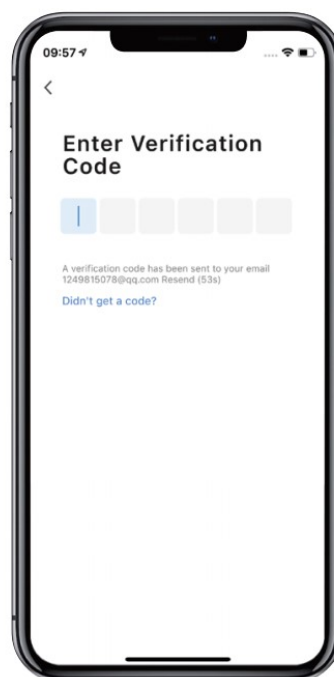 09:57
Enter Verification
Code
A verification code has been sent to your email
1249815078@qq.com Resend (53s)
Didn't get a code?